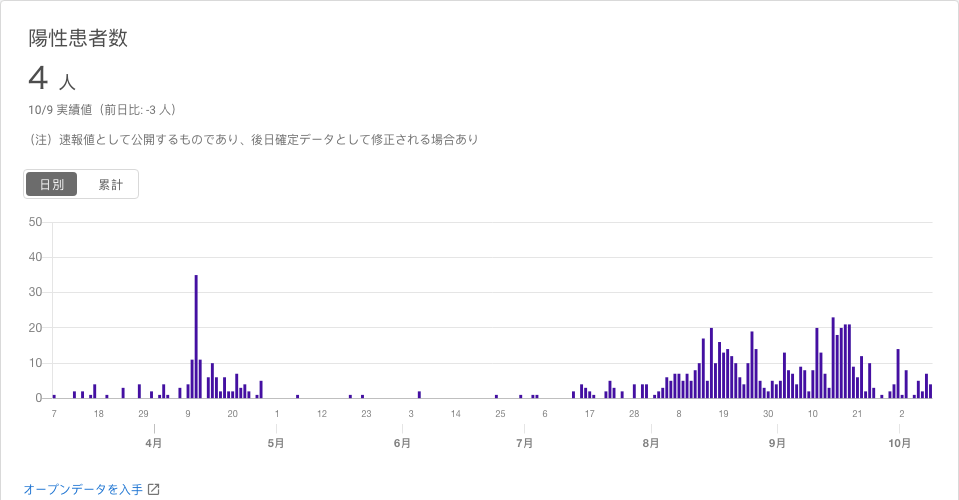 陽性患者数
4 人
10/9 実績値（前日比: -3 人）
（注）速報値として公開するものであり、後日確定データとして修正される場合あり
日別 累計
50
40
30
20
10
0
7 18 29 9 20 1 12 23 3 14 25 6 17 28 8 19 30 10 21 2
4月 5月 6月 7月 8月 9月 10月
オープンデータを入手